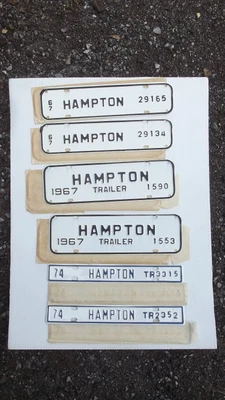 6/7 HAMPTON 29165
6/7 HAMPTON 29134
HAMPTON
1967 TRAILER 1590
HAMPTON
1967 TRAILER 1553
74 HAMPTON TR3315
74 HAMPTON TR2352